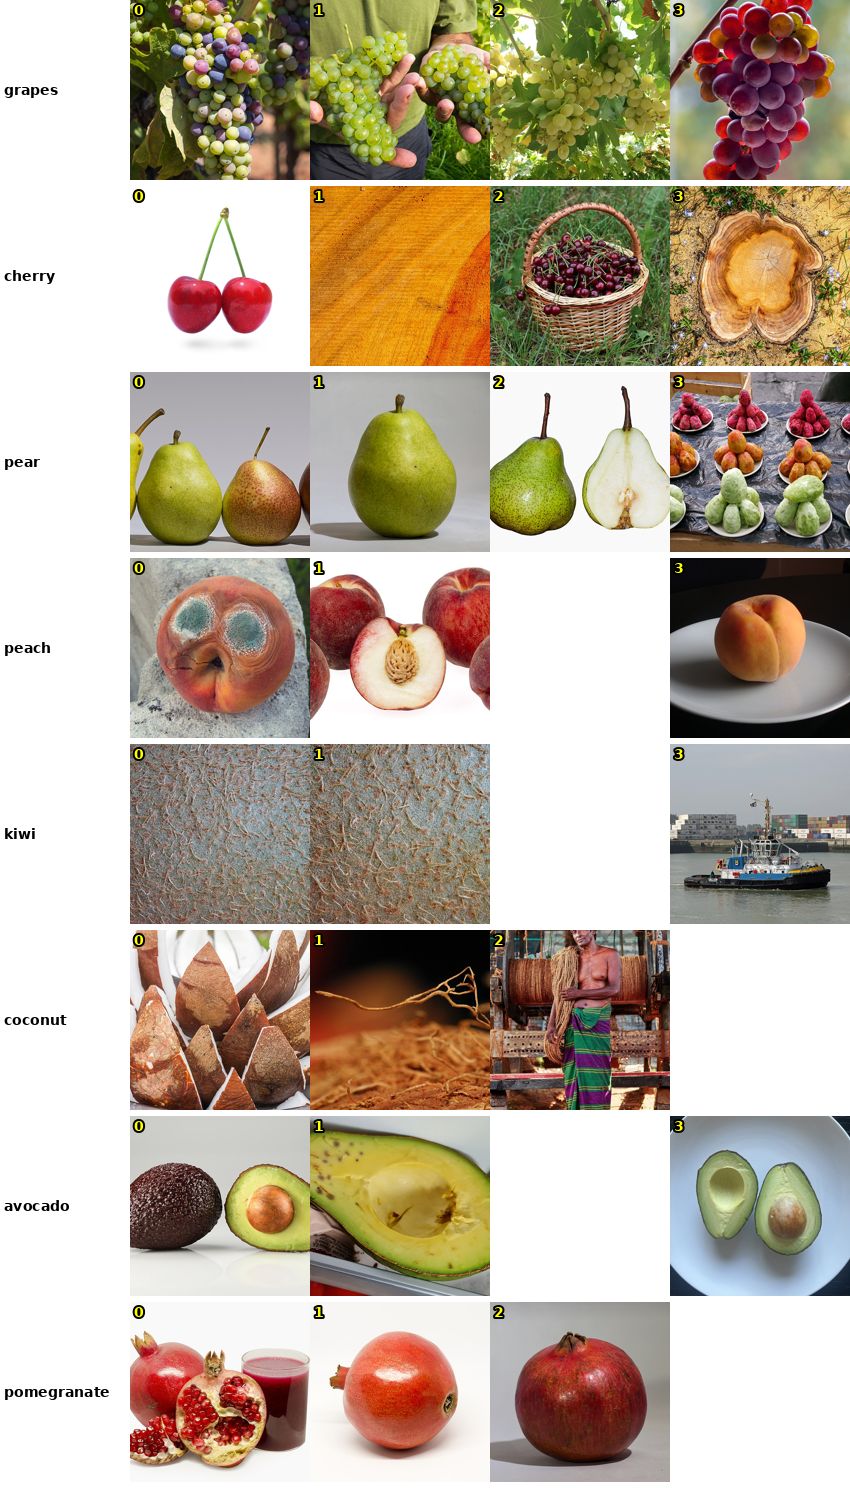 grapes 0 1 2 3
cherry 0 1 2 3
pear 0 1 2 3
peach 0 1 3
kiwi 0 1 3
coconut 0 1 2
avocado 0 1 3
pomegranate 0 1 2